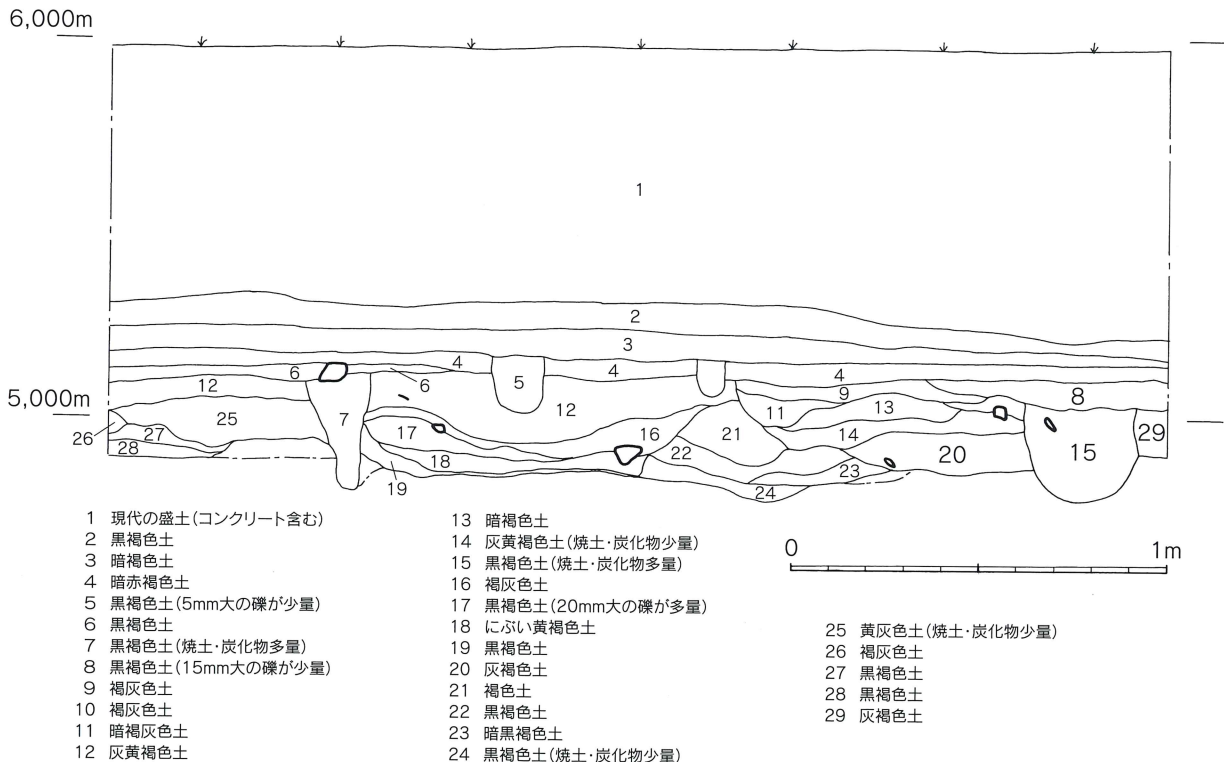 6,000m
1
2
3
4
6
5
4
4
6
12
9
8
5,000m
25
7
12
11
13
17
16
21
14
15
29
26
27
28
18
22
20
23
19
24
1 現代の盛土(コンクリート含む)
2 黒褐色土
3 暗褐色土
4 暗赤褐色土
5 黒褐色土(5mm大の礫が少量)
6 黒褐色土
7 黒褐色土(焼土・炭化物多量)
8 黒褐色土(15mm大の礫が少量)
9 褐灰色土
10 褐灰色土
11 暗褐灰色土
12 灰黄褐色土
13 暗褐色土
14 灰黄褐色土(焼土・炭化物少量)
15 黒褐色土(焼土・炭化物多量)
16 褐灰色土
17 黒褐色土(20mm大の礫が多量)
18 にぶい黄褐色土
19 黒褐色土
20 灰褐色土
21 褐色土
22 黒褐色土
23 暗黒褐色土
24 黒褐色土(焼土・炭化物少量)
0 1m
25 黄灰色土(焼土・炭化物少量)
26 褐灰色土
27 黒褐色土
28 黒褐色土
29 灰褐色土